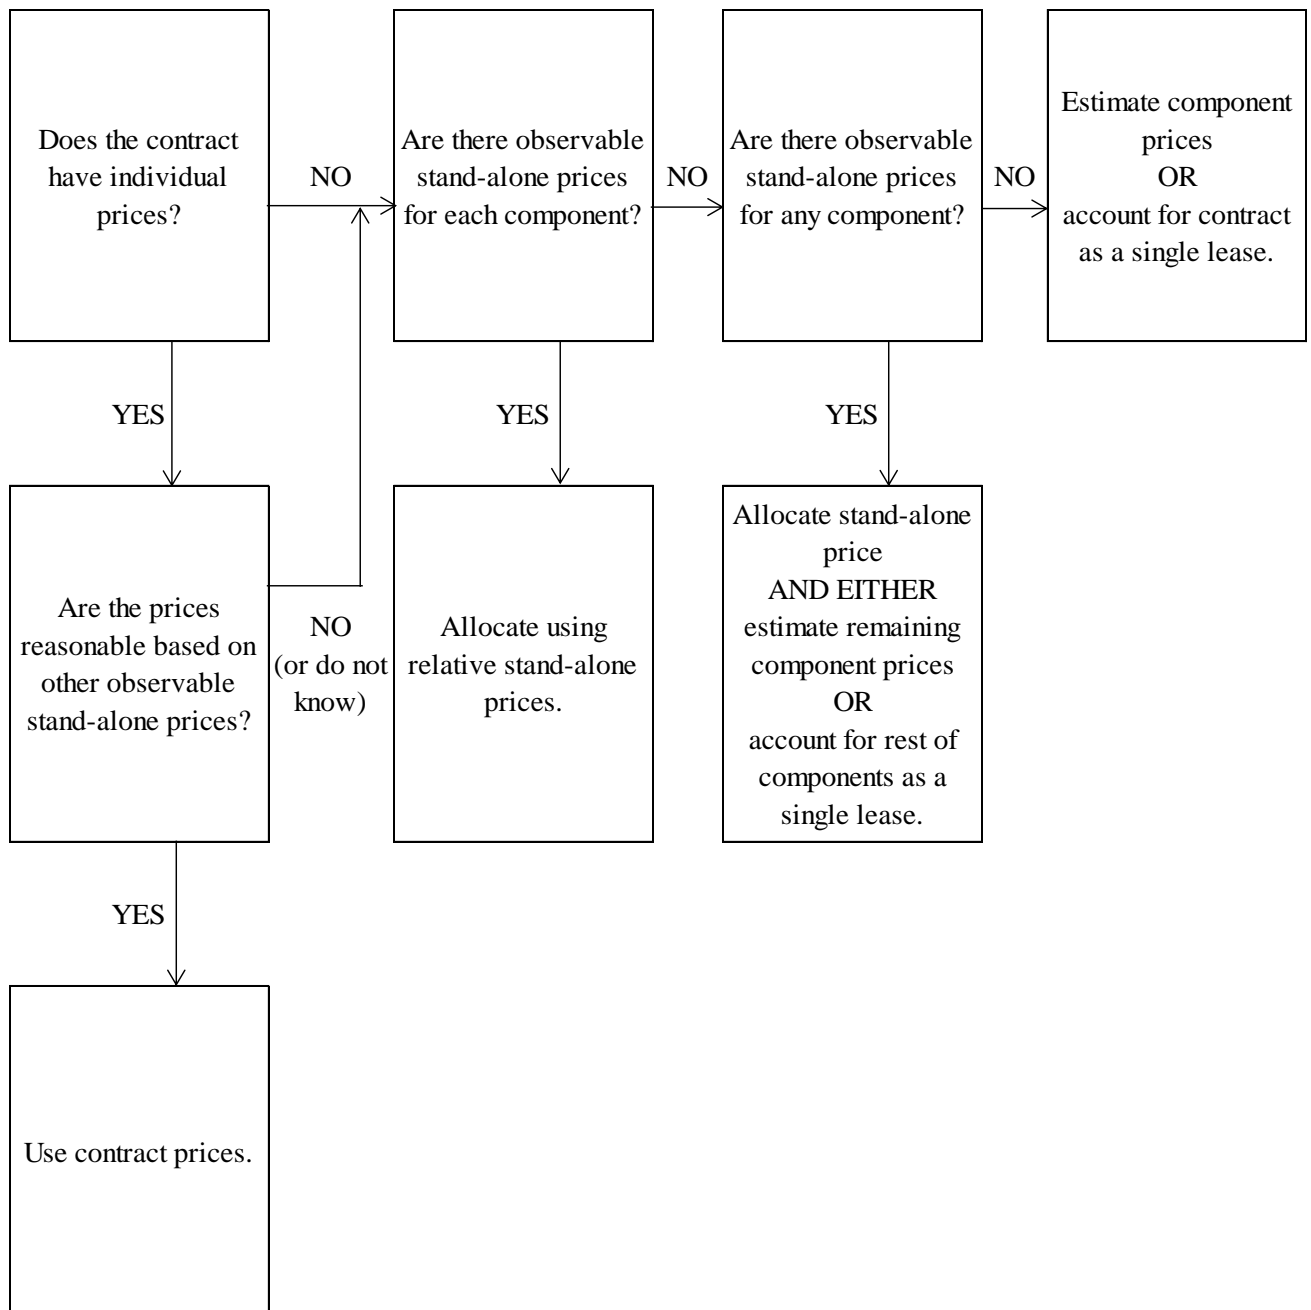 Does the contract
have individual
prices?
NO
Are there observable
stand-alone prices
for each component?
NO
Are there observable
stand-alone prices
for any component?
NO
Estimate component
prices
OR
account for contract
as a single lease.
YES
YES
YES
Are the prices
reasonable based on
other observable
stand-alone prices?
NO
(or do not
know)
Allocate using
relative stand-alone
prices.
Allocate stand-alone
price
AND EITHER
estimate remaining
component prices
OR
account for rest of
components as a
single lease.
YES
Use contract prices.